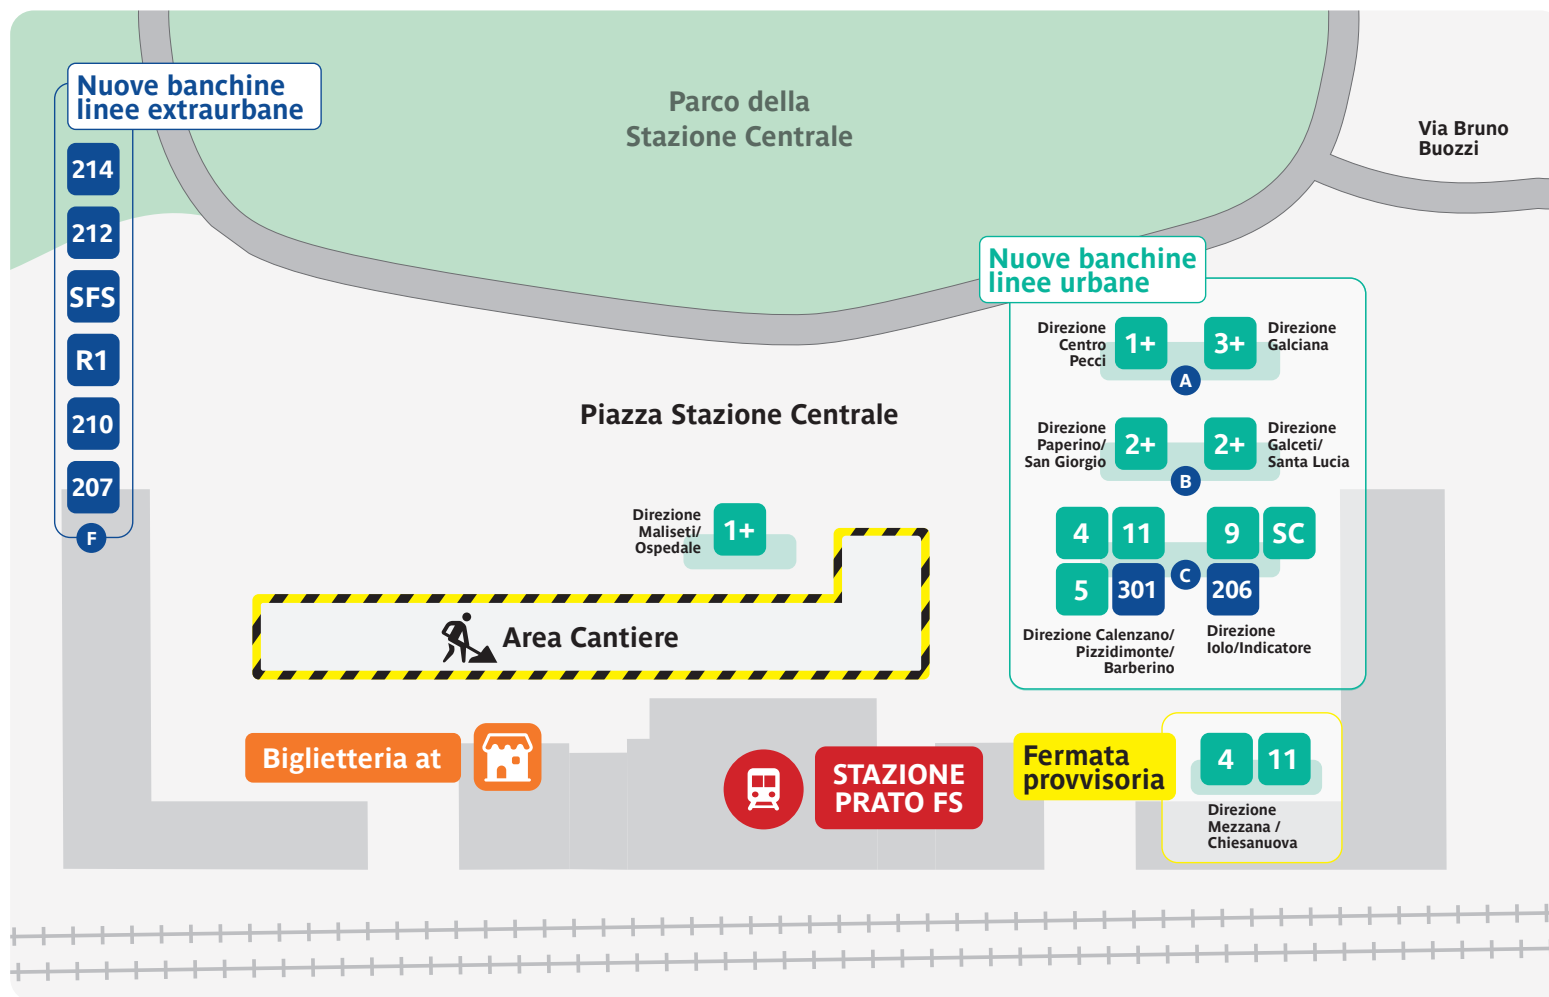 Nuove banchine
linee extraurbane
214
212
SFS
R1
210
207
F
Parco della
Stazione Centrale
Via Bruno
Buozzi
Piazza Stazione Centrale
Nuove banchine
linee urbane
Direzione
Centro
Pecci
1+
3+
Direzione
Galciana
A
Direzione
Paperino/
San Giorgio
2+
2+
Direzione
Galceti/
Santa Lucia
B
4
11
9
SC
5
301
C
206
Direzione Calenzano/
Pizzidimonte/
Barberino
Direzione
Iolo/Indicatore
Direzione
Maliseti/
Ospedale
1+
Area Cantiere
Biglietteria at
STAZIONE
PRATO FS
Fermata
provvisoria
4
11
Direzione
Mezzana /
Chiesanuova